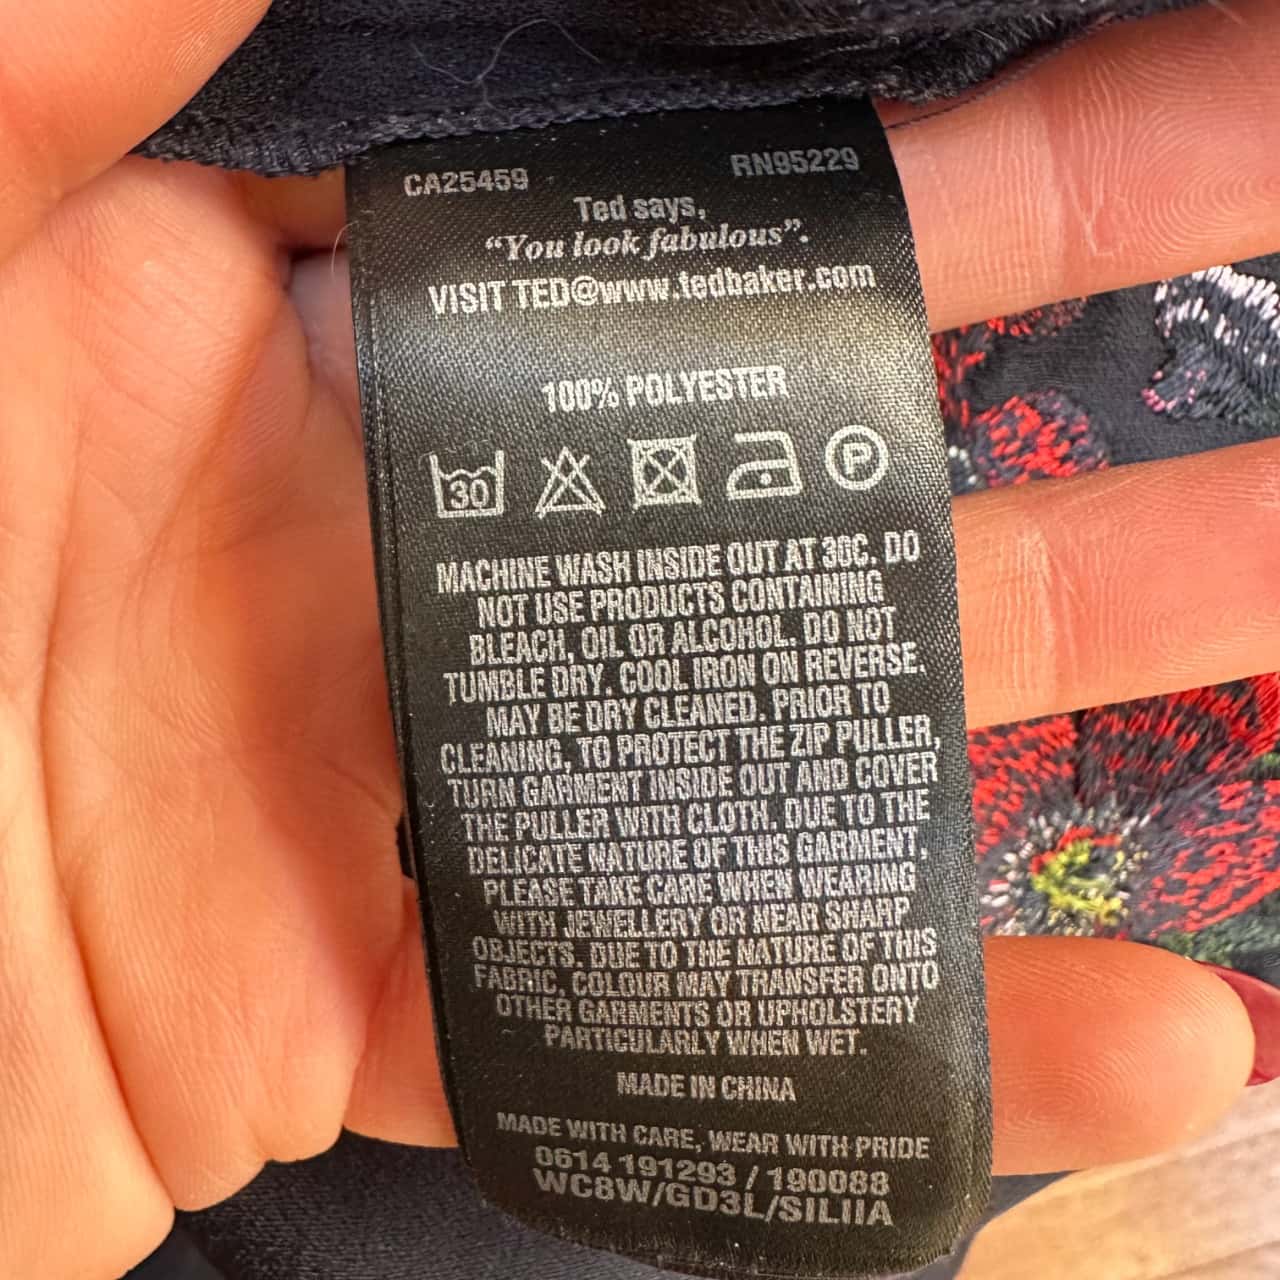 CA25459 RN95229
Ted says,
“You look fabulous”.
VISIT TED@www.tedbaker.com
100% POLYESTER
30 P
MACHINE WASH INSIDE OUT AT 30C. DO
NOT USE PRODUCTS CONTAINING
BLEACH, OIL OR ALCOHOL. DO NOT
TUMBLE DRY. COOL IRON ON REVERSE.
MAY BE DRY CLEANED. PRIOR TO
CLEANING, TO PROTECT THE ZIP PULLER,
TURN GARMENT INSIDE OUT AND COVER
THE PULLER WITH CLOTH. DUE TO THE
DELICATE NATURE OF THIS GARMENT,
PLEASE TAKE CARE WHEN WEARING
WITH JEWELLERY OR NEAR SHARP
OBJECTS. DUE TO THE NATURE OF THIS
FABRIC, COLOUR MAY TRANSFER ONTO
OTHER GARMENTS OR UPHOLSTERY
PARTICULARLY WHEN WET.
MADE IN CHINA
MADE WITH CARE, WEAR WITH PRIDE
0614 191293 / 190088
WC8W/GD3L/SILIIA